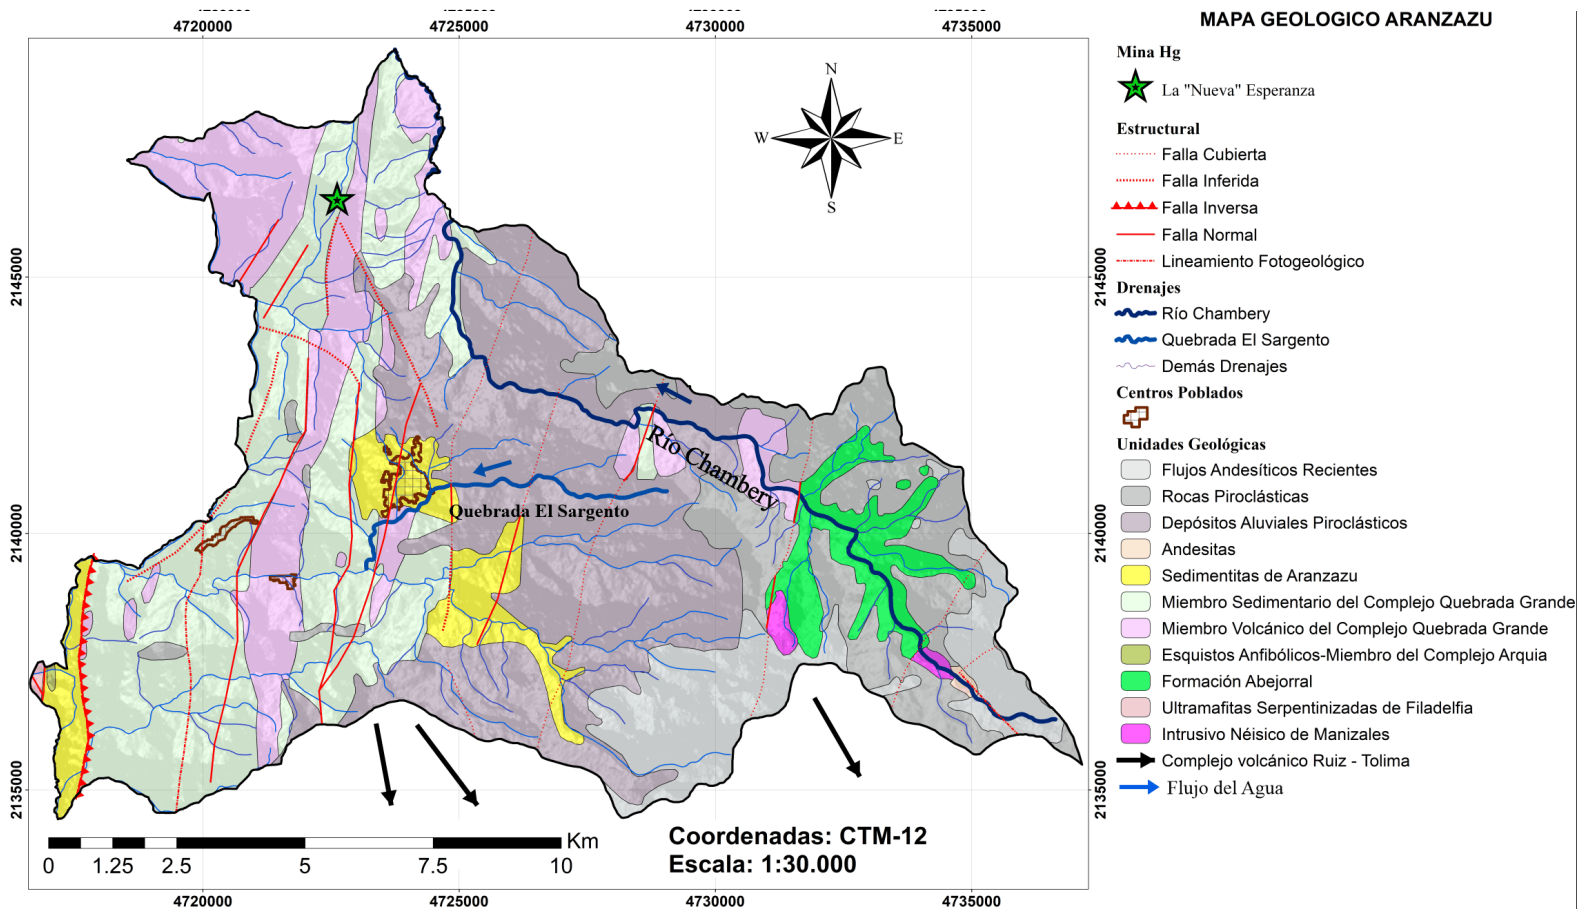 4720000 4725000 4730000 4735000
MAPA GEOLOGICO ARANZAZU
Mina Hg
La "Nueva" Esperanza
Estructural
Falla Cubierta
Falla Inferida
Falla Inversa
Falla Normal
Lineamiento Fotogeológico
Drenajes
Río Chambery
Quebrada El Sargento
Demás Drenajes
Centros Poblados
Unidades Geológicas
Flujos Andesíticos Recientes
Rocas Piroclásticas
Depósitos Aluviales Piroclásticos
Andesitas
Sedimentitas de Aranzazu
Miembro Sedimentario del Complejo Quebrada Grande
Miembro Volcánico del Complejo Quebrada Grande
Esquistos Anfibólicos-Miembro del Complejo Arquia
Formación Abejorral
Ultramafitas Serpentinizadas de Filadelfia
Intrusivo Néisico de Manizales
Complejo volcánico Ruiz - Tolima
Flujo del Agua
N
W E
S
2145000 2145000
Río Chambery
Quebrada El Sargento
2140000 2140000
2135000 2135000
Km
0 1.25 2.5 5 7.5 10
Coordenadas: CTM-12
Escala: 1:30.000
4720000 4725000 4730000 4735000